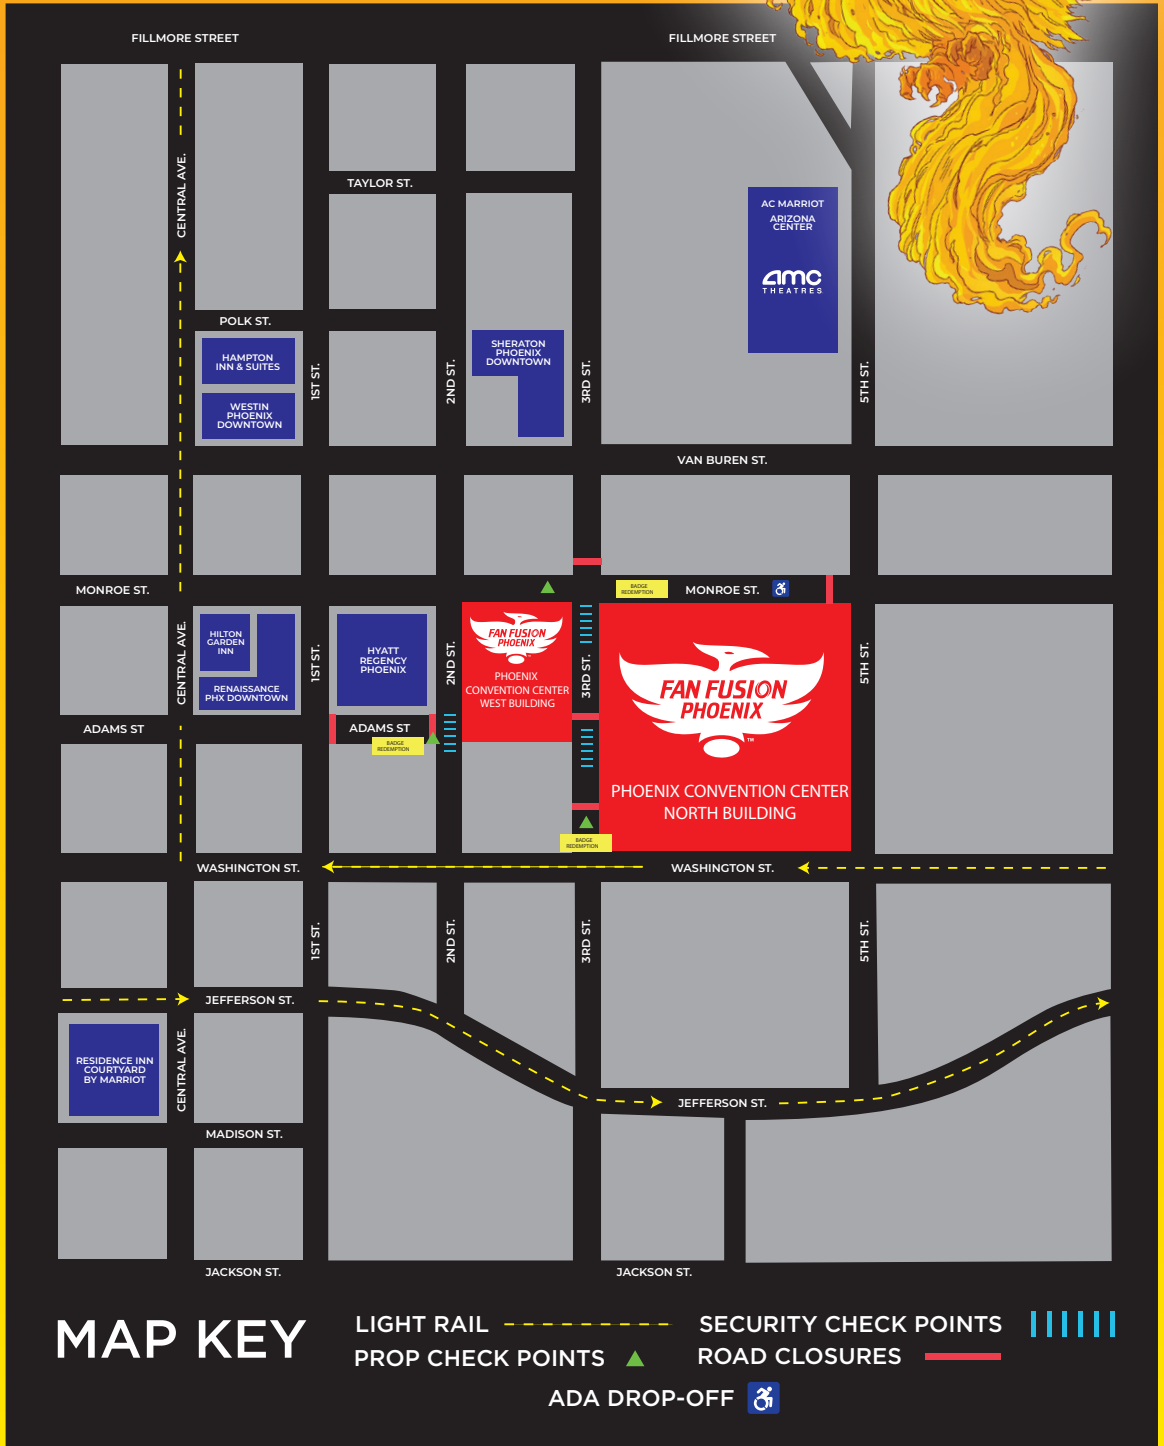 FILLMORE STREET
FILLMORE STREET
CENTRAL AVE.
TAYLOR ST.
AC MARRIOT
ARIZONA
CENTER
amc
THEATRES
POLK ST.
HAMPTON
INN & SUITES
WESTIN
PHOENIX
DOWNTOWN
1ST ST.
2ND ST.
SHERATON
PHOENIX
DOWNTOWN
3RD ST.
5TH ST.
VAN BUREN ST.
MONROE ST.
BADGE
REDEMPTION
MONROE ST.
CENTRAL AVE.
HILTON
GARDEN
INN
RENAISSANCE
PHX DOWNTOWN
1ST ST.
HYATT
REGENCY
PHOENIX
2ND ST.
FAN FUSION
PHOENIX
PHOENIX
CONVENTION CENTER
WEST BUILDING
3RD ST.
FAN FUSION
PHOENIX
TM
PHOENIX CONVENTION CENTER
NORTH BUILDING
5TH ST.
ADAMS ST
ADAMS ST
BADGE
REDEMPTION
BADGE
REDEMPTION
WASHINGTON ST.
WASHINGTON ST.
1ST ST.
2ND ST.
3RD ST.
5TH ST.
JEFFERSON ST.
RESIDENCE INN
COURTYARD
BY MARRIOT
CENTRAL AVE.
JEFFERSON ST.
MADISON ST.
JACKSON ST.
JACKSON ST.
MAP KEY
LIGHT RAIL
SECURITY CHECK POINTS
PROP CHECK POINTS
ROAD CLOSURES
ADA DROP-OFF